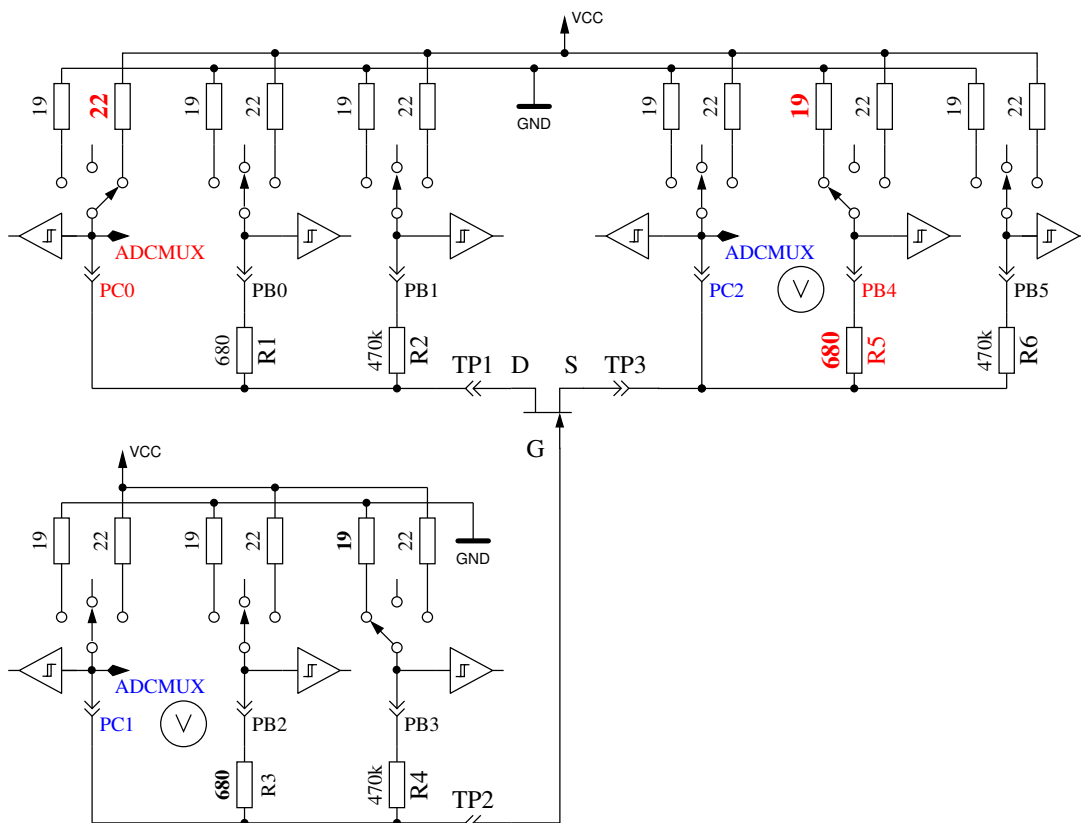 VCC
19
22
19
22
19
22
GND
19
22
19
22
19
22
ADCMUX
ADCMUX
PC0
PB0
PB1
PC2
V
PB4
PB5
680
R1
470k
R2
680
R5
470k
R6
TP1
D
S
TP3
G
VCC
19
22
19
22
19
22
GND
ADCMUX
PC1
V
PB2
PB3
680
R3
470k
R4
TP2